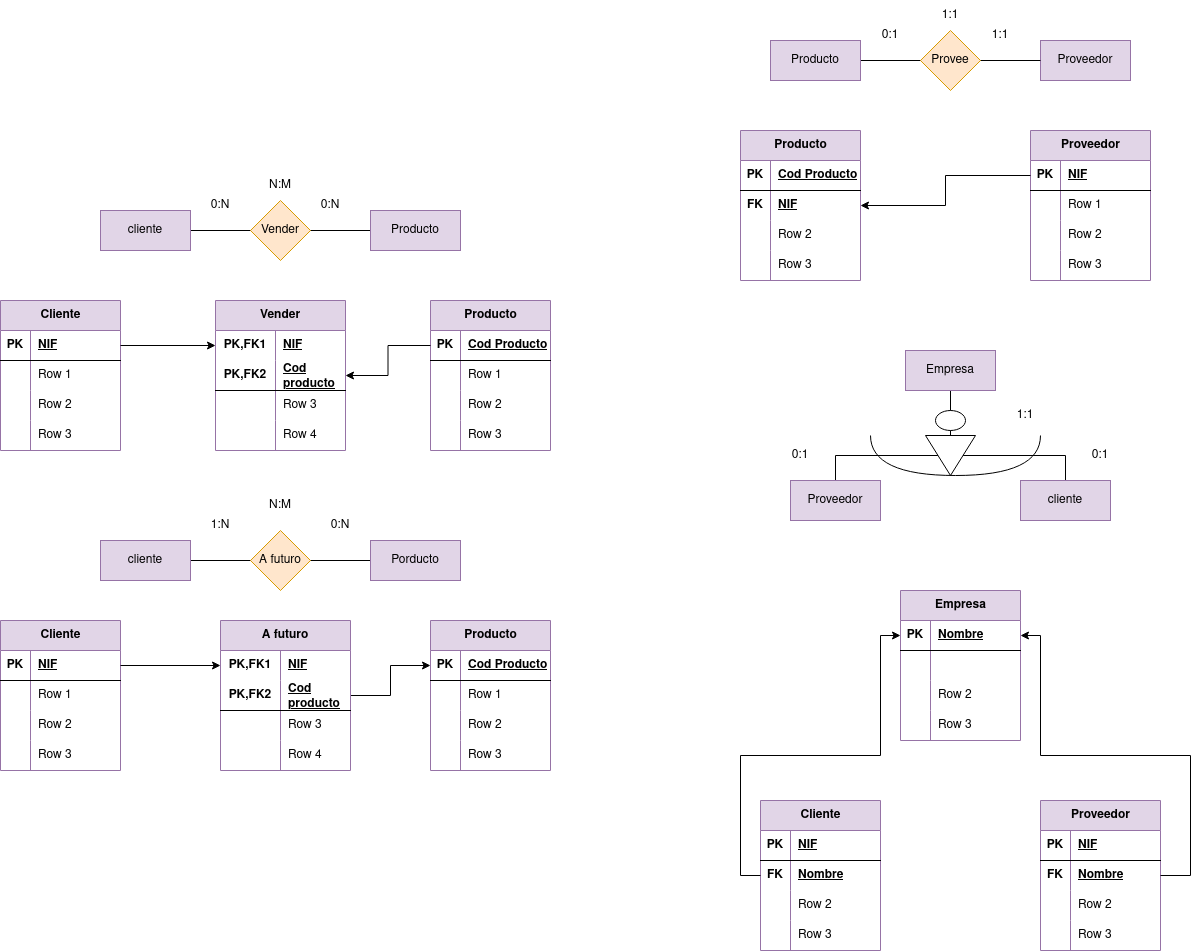 1:1
0:1
1:1
Producto
Provee
Proveedor
Producto
PK Cod Producto
FK NIF
Row 2
Row 3
Proveedor
PK NIF
Row 1
Row 2
Row 3
N:M
0:N
0:N
cliente
Vender
Producto
Cliente
PK NIF
Row 1
Row 2
Row 3
Vender
PK,FK1 NIF
PK,FK2 Cod
producto
Row 3
Row 4
Producto
PK Cod Producto
Row 1
Row 2
Row 3
Empresa
1:1
0:1
0:1
Proveedor
cliente
N:M
1:N
0:N
cliente
A futuro
Porducto
Cliente
PK NIF
Row 1
Row 2
Row 3
A futuro
PK,FK1 NIF
PK,FK2 Cod
producto
Row 3
Row 4
Producto
PK Cod Producto
Row 1
Row 2
Row 3
Empresa
PK Nombre
Row 2
Row 3
Cliente
PK NIF
FK Nombre
Row 2
Row 3
Proveedor
PK NIF
FK Nombre
Row 2
Row 3